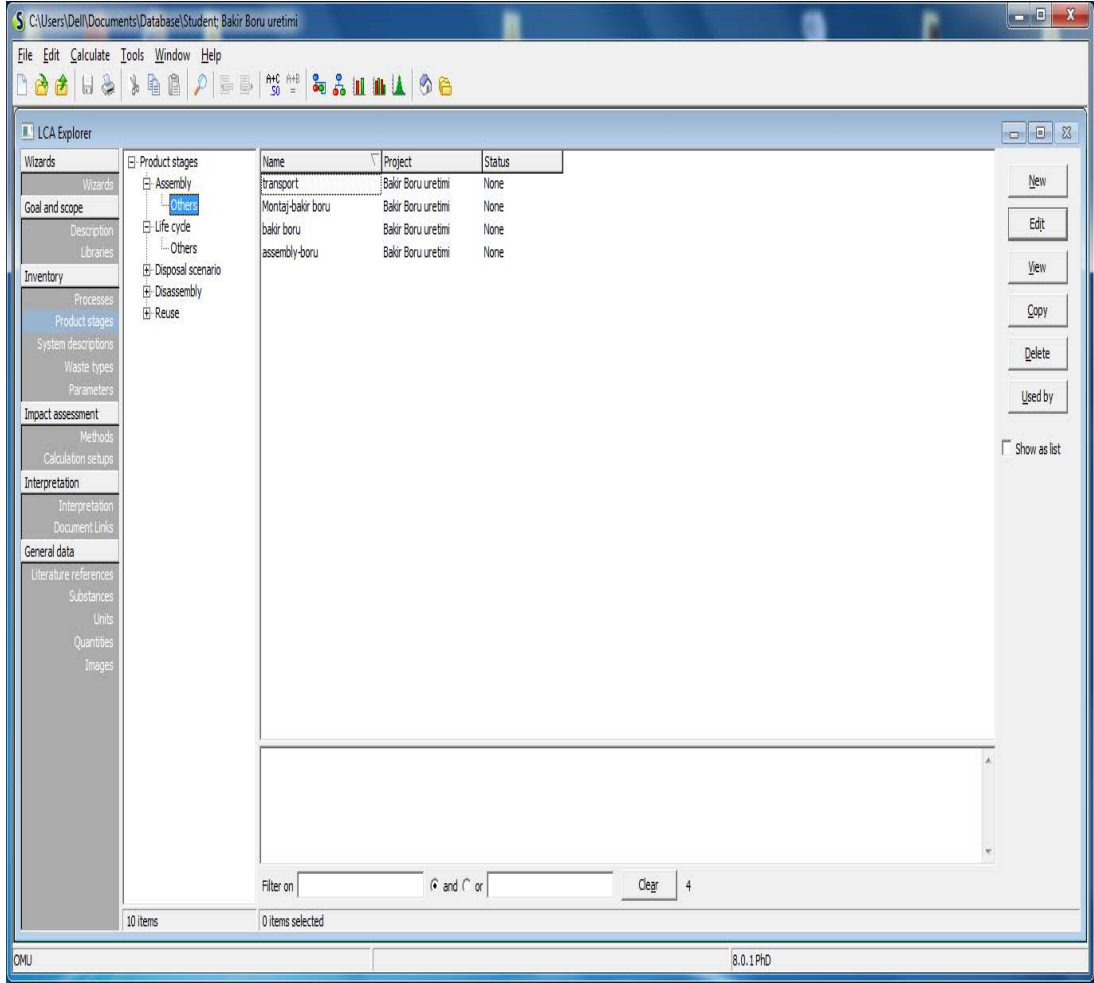 C:\Users\Dell\Documents\Database\Student; Bakir Boru uretimi
File Edit Calculate Tools Window Help
A+C 50 A+B =
LCA Explorer
Wizards
Wizards
Goal and scope
Description
Libraries
Inventory
Processes
Product stages
System descriptions
Waste types
Parameters
Impact assessment
Methods
Calculation setups
Interpretation
Interpretation
Document Links
General data
Literature references
Substances
Units
Quantities
Images
Product stages
Assembly
Others
Life cycle
Others
Disposal scenario
Disassembly
Reuse
10 items
Name Project Status
transport Bakir Boru uretimi None
Montaj-bakir boru Bakir Boru uretimi None
bakir boru Bakir Boru uretimi None
assembly-boru Bakir Boru uretimi None
Filter on and or Clear 4
0 items selected
New
Edit
View
Copy
Delete
Used by
Show as list
OMU 8.0.1 PhD